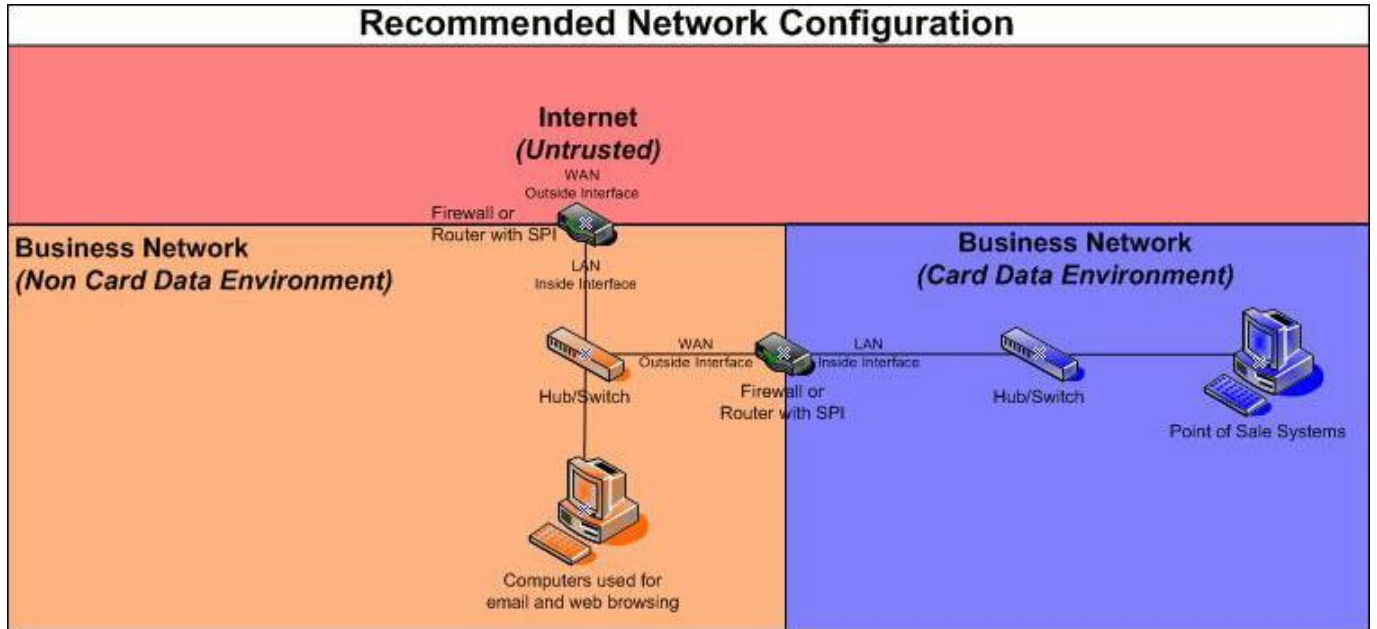 Recommended Network Configuration
Internet
(Untrusted)
WAN
Outside Interface
Firewall or
Router with SPI
LAN
Inside Interface
Business Network
(Non Card Data Environment)
Business Network
(Card Data Environment)
Hub/Switch
WAN
Outside Interface
Firewall or
Router with SPI
LAN
Inside Interface
Hub/Switch
Point of Sale Systems
Computers used for
email and web browsing